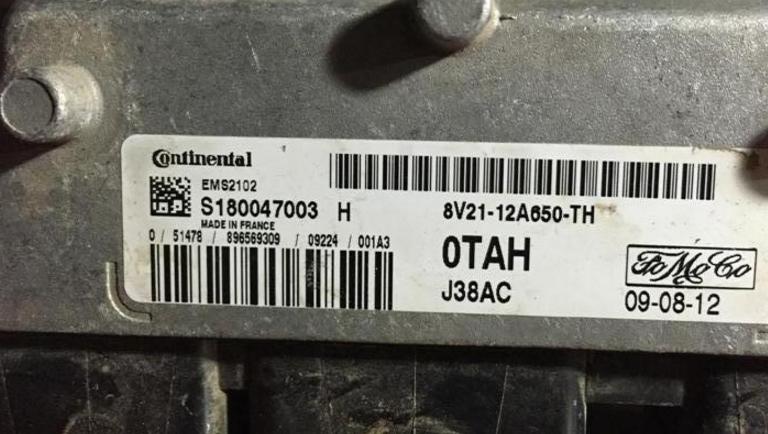 Continental
EMS2102
S180047003 H
MADE IN FRANCE
0 / 51478 / 896569309 / 09224 / 001A3
8V21-12A650-TH
0TAH
J38AC
FoMoCo
09-08-12